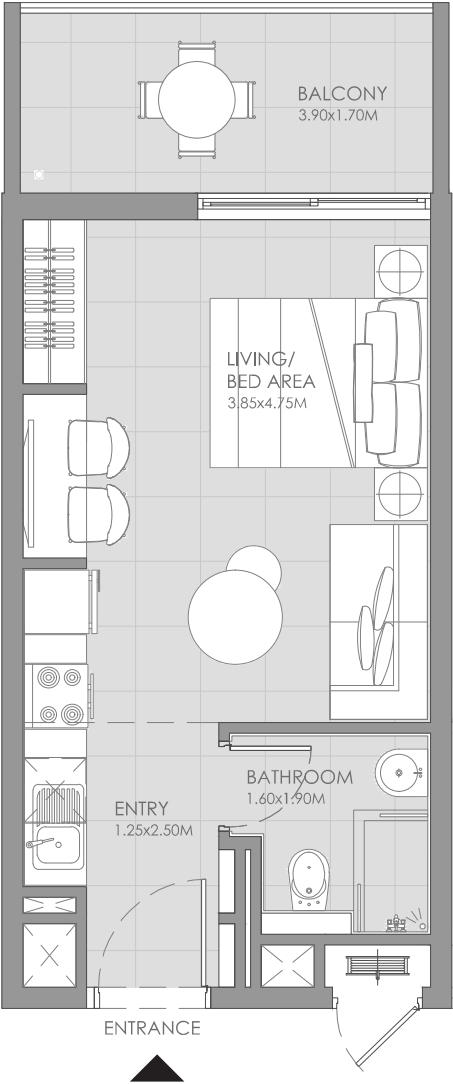 BALCONY
3.90x1.70M
LIVING/
BED AREA
3.85x4.75M
BATHROOM
1.60x1.90M
ENTRY
1.25x2.50M
ENTRANCE